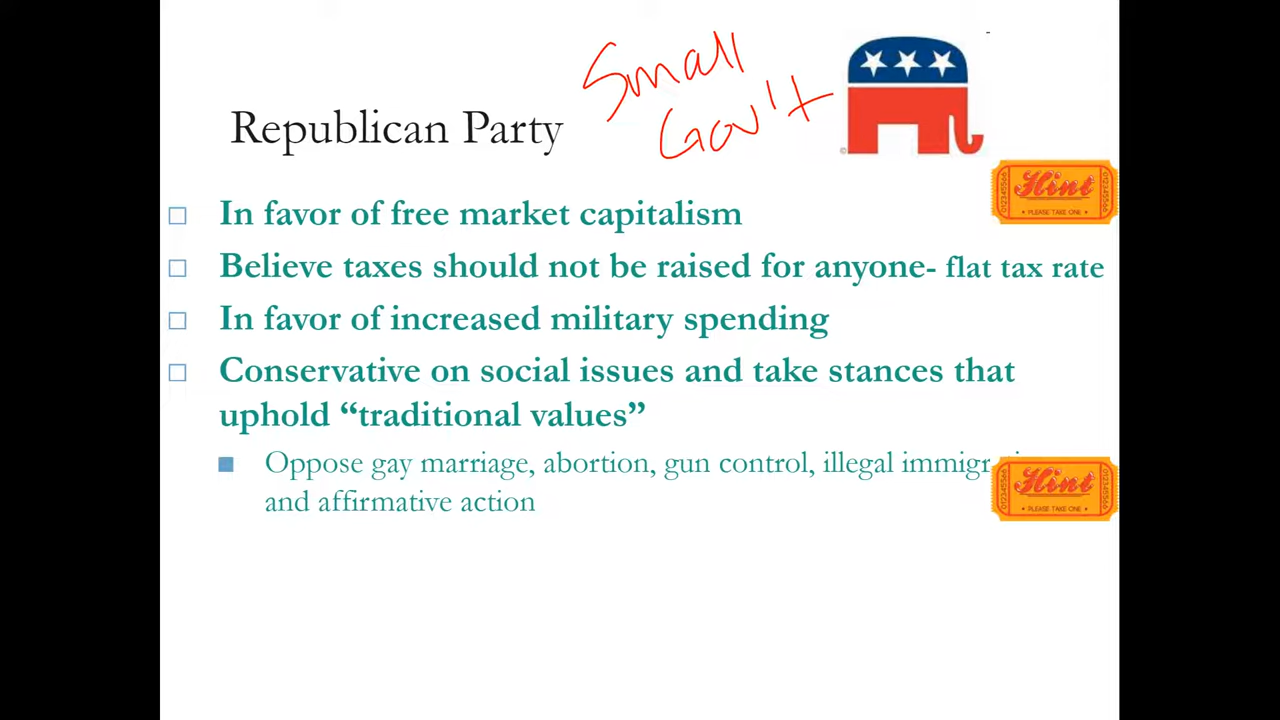 Small
Gov't
Republican Party
Hint
PLEASE TAKE ONE
In favor of free market capitalism
Believe taxes should not be raised for anyone- flat tax rate
In favor of increased military spending
Conservative on social issues and take stances that
uphold “traditional values”
Oppose gay marriage, abortion, gun control, illegal
and affirmative action
Hint
PLEASE TAKE ONE